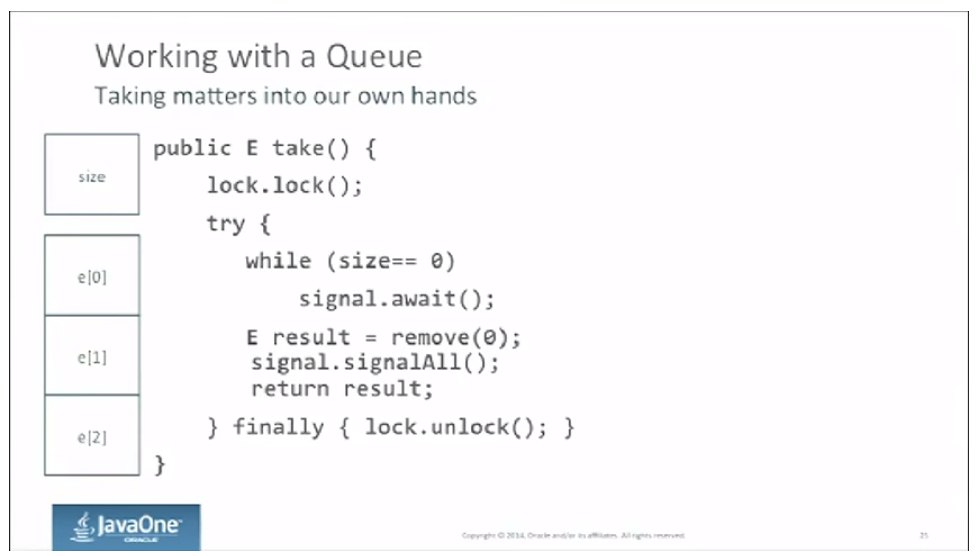 Working with a Queue
Taking matters into our own hands
size
e[0]
e[1]
e[2]
public E take() {
lock.lock();
try {
while (size== 0)
signal.await();
E result = remove(0);
signal.signalAll();
return result;
} finally { lock.unlock(); }
}
JavaOne
ORACLE
Copyright © 2014, Oracle and/or its affiliates. All rights reserved.